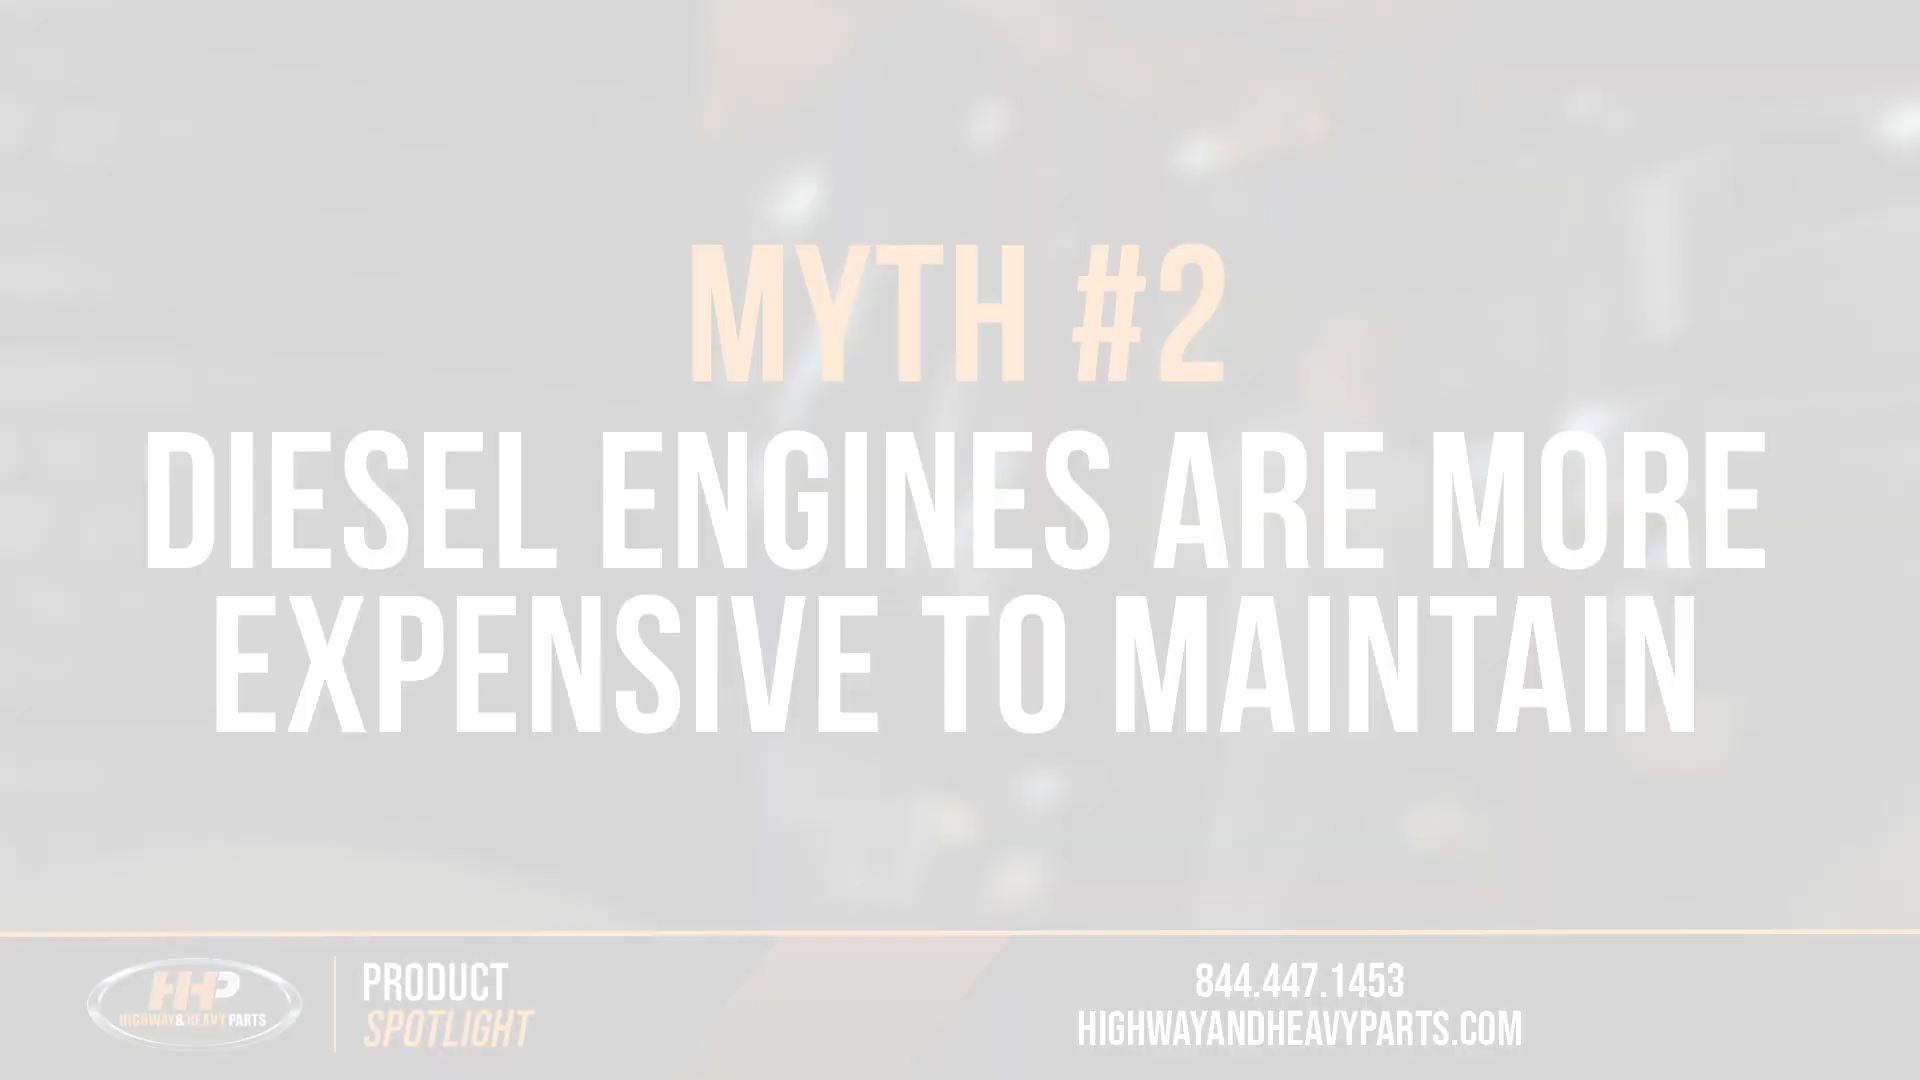 MYTH #2
DIESEL ENGINES ARE MORE
EXPENSIVE TO MAINTAIN
HHP
HIGHWAY & HEAVY PARTS
PRODUCT
SPOTLIGHT
844.447.1453
HIGHWAYANDHEAVYPARTS.COM